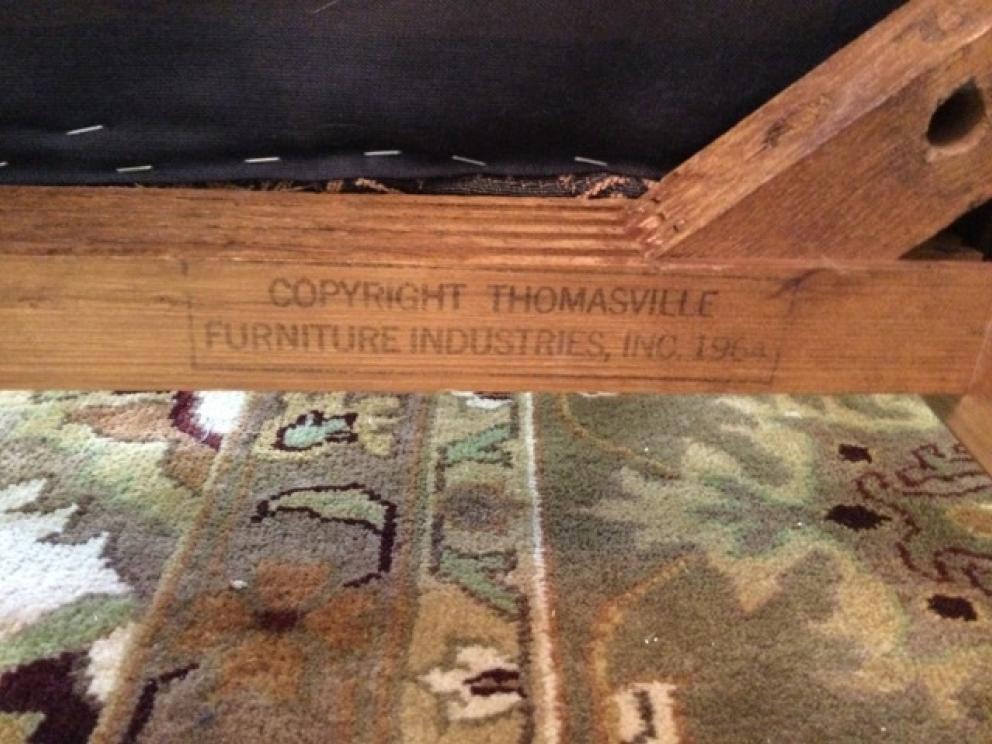 COPYRIGHT THOMASVILLE
FURNITURE INDUSTRIES, INC. 1964